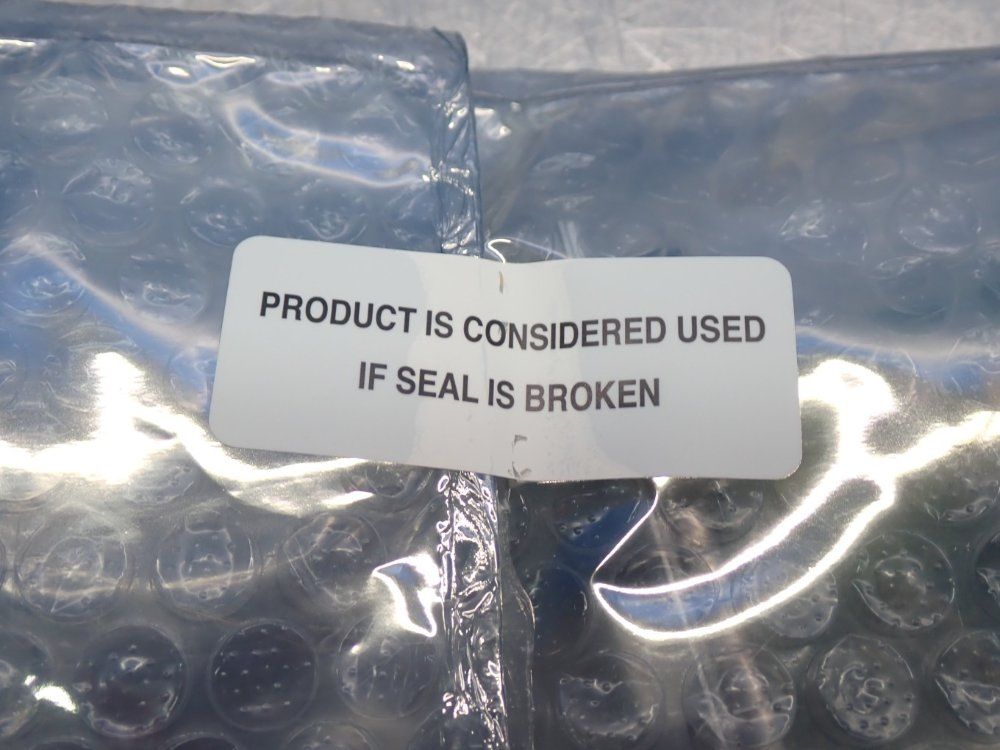 PRODUCT IS CONSIDERED USED
IF SEAL IS BROKEN